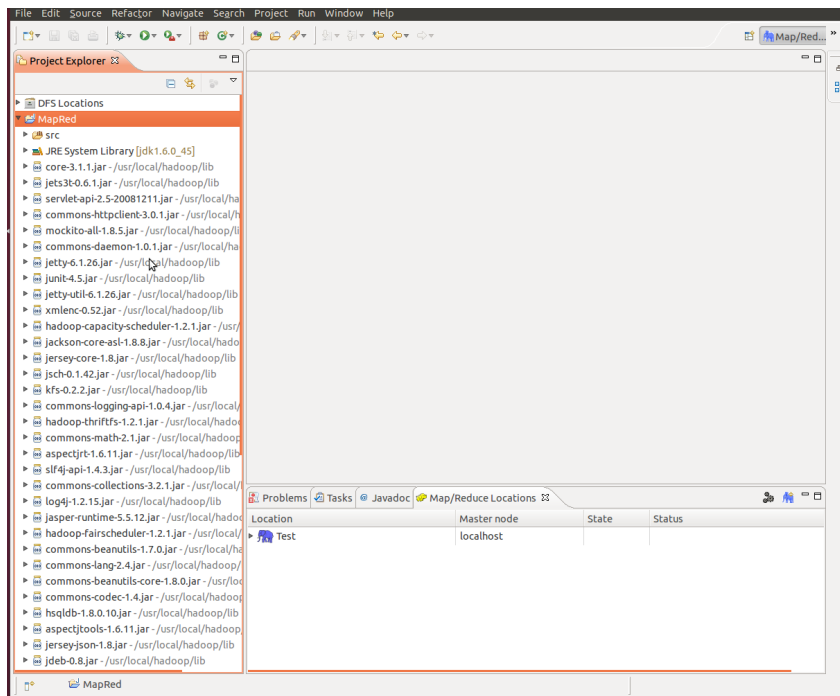 File Edit Source Refactor Navigate Search Project Run Window Help
Map/Red... »
Project Explorer
DFS Locations
MapRed
src
JRE System Library [jdk1.6.0_45]
core-3.1.1.jar - /usr/local/hadoop/lib
jets3t-0.6.1.jar - /usr/local/hadoop/lib
servlet-api-2.5-20081211.jar - /usr/local/ha
commons-httpclient-3.0.1.jar - /usr/local/h
mockito-all-1.8.5.jar - /usr/local/hadoop/li
commons-daemon-1.0.1.jar - /usr/local/ha
jetty-6.1.26.jar - /usr/local/hadoop/lib
junit-4.5.jar - /usr/local/hadoop/lib
jetty-util-6.1.26.jar - /usr/local/hadoop/lib
xmlenc-0.52.jar - /usr/local/hadoop/lib
hadoop-capacity-scheduler-1.2.1.jar - /usr/
jackson-core-asl-1.8.8.jar - /usr/local/hado
jersey-core-1.8.jar - /usr/local/hadoop/lib
jsch-0.1.42.jar - /usr/local/hadoop/lib
kfs-0.2.2.jar - /usr/local/hadoop/lib
commons-logging-api-1.0.4.jar - /usr/local/
hadoop-thriftfs-1.2.1.jar - /usr/local/hadoo
commons-math-2.1.jar - /usr/local/hadoop
aspectjrt-1.6.11.jar - /usr/local/hadoop/lib
slf4j-api-1.4.3.jar - /usr/local/hadoop/lib
commons-collections-3.2.1.jar - /usr/local/l
log4j-1.2.15.jar - /usr/local/hadoop/lib
jasper-runtime-5.5.12.jar - /usr/local/hadoo
hadoop-fairscheduler-1.2.1.jar - /usr/local/
commons-beanutils-1.7.0.jar - /usr/local/ha
commons-lang-2.4.jar - /usr/local/hadoop/
commons-beanutils-core-1.8.0.jar - /usr/loc
commons-codec-1.4.jar - /usr/local/hadoop
hsqldb-1.8.0.10.jar - /usr/local/hadoop/lib
aspectjtools-1.6.11.jar - /usr/local/hadoop
jersey-json-1.8.jar - /usr/local/hadoop/lib
jdeb-0.8.jar - /usr/local/hadoop/lib
Problems Tasks @ Javadoc Map/Reduce Locations
Location Master node State Status
Test localhost
MapRed